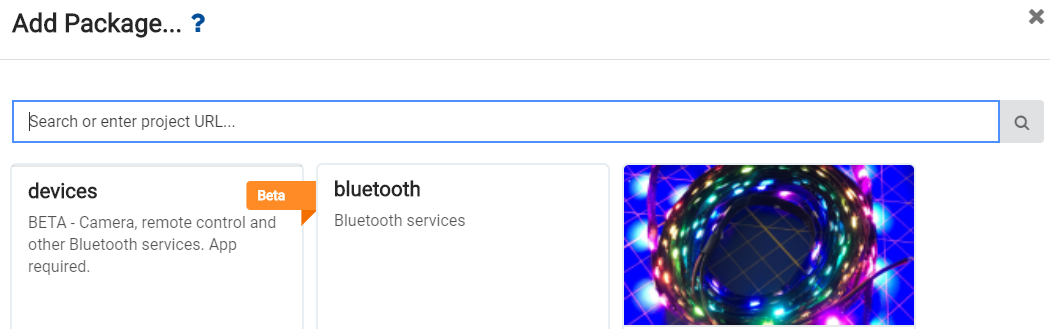 Add Package... ?
Search or enter project URL...
devices
Beta
BETA - Camera, remote control and
other Bluetooth services. App
required.
bluetooth
Bluetooth services